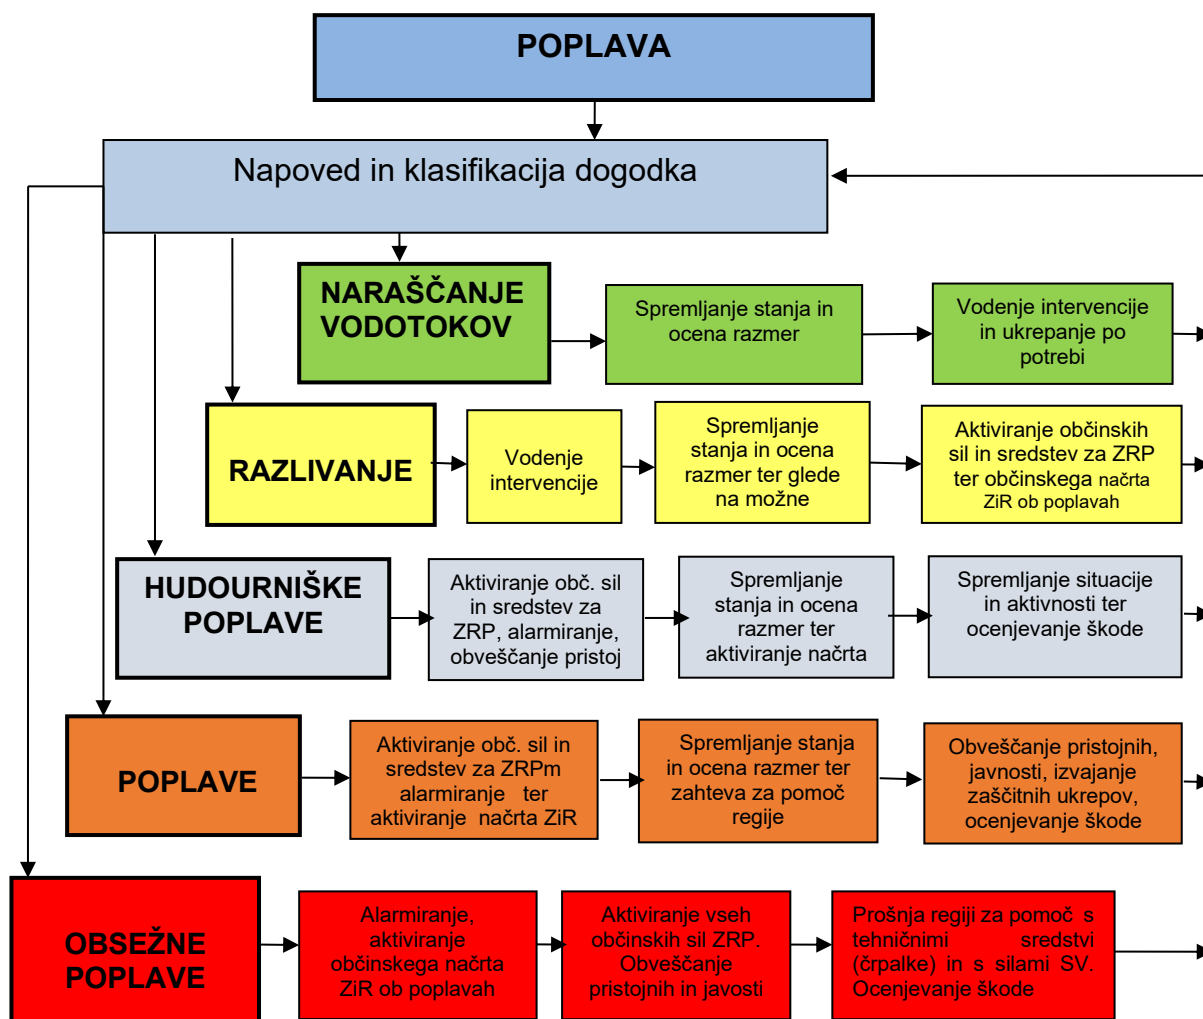 POPLAVA
Napoved in klasifikacija dogodka
NARAŠČANJE
VODOTOKOV
Spremljanje stanja in
ocena razmer
Vodenje intervencije
in ukrepanje po
potrebi
RAZLIVANJE
Vodenje
intervencije
Spremljanje
stanja in ocena
razmer ter glede
na možne
Aktiviranje občinskih
sil in sredstev za ZRP
ter občinskega načrta
ZiR ob poplavah
HUDOURNIŠKE
POPLAVE
Aktiviranje obč. sil
in sredstev za
ZRP, alarmiranje,
obveščanje pristoj
Spremljanje
stanja in ocena
razmer ter
aktiviranje načrta
Spremljanje situacije
in aktivnosti ter
ocenjevanje škode
POPLAVE
Aktiviranje obč. sil in
sredstev za ZRPm
alarmiranje ter
aktiviranje načrta ZiR
Spremljanje stanja
in ocena razmer ter
zahteva za pomoč
regije
Obveščanje pristojnih,
javnosti, izvajanje
zaščitnih ukrepov,
ocenjevanje škode
OBSEŽNE
POPLAVE
Alarmiranje,
aktiviranje
občinskega načrta
ZiR ob poplavah
Aktiviranje vseh
občinskih sil ZRP.
Obveščanje
pristojnih in javosti
Prošnja regiji za pomoč s
tehničnimi sredstvi
(črpalke) in s silami SV.
Ocenjevanje škode